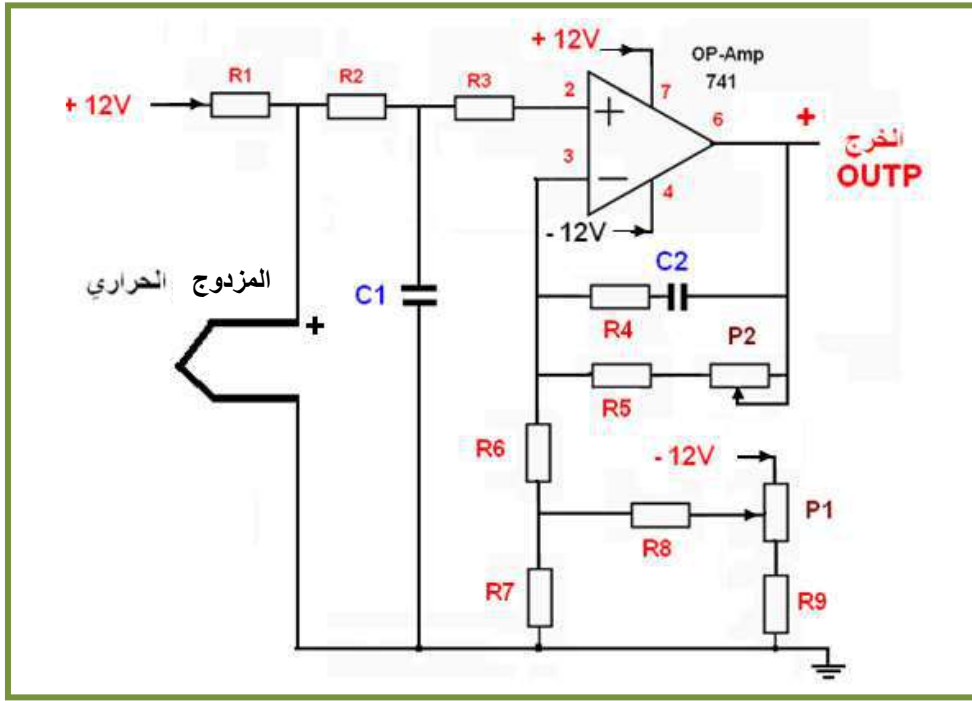 + 12V
OP-Amp
741
R1
R2
R3
+ 12V
7
2
+
6
+
الخرج
OUTP
3
−
4
- 12V
المزدوج الحراري
+
C1
C2
R4
P2
R5
R6
- 12V
P1
R8
R7
R9